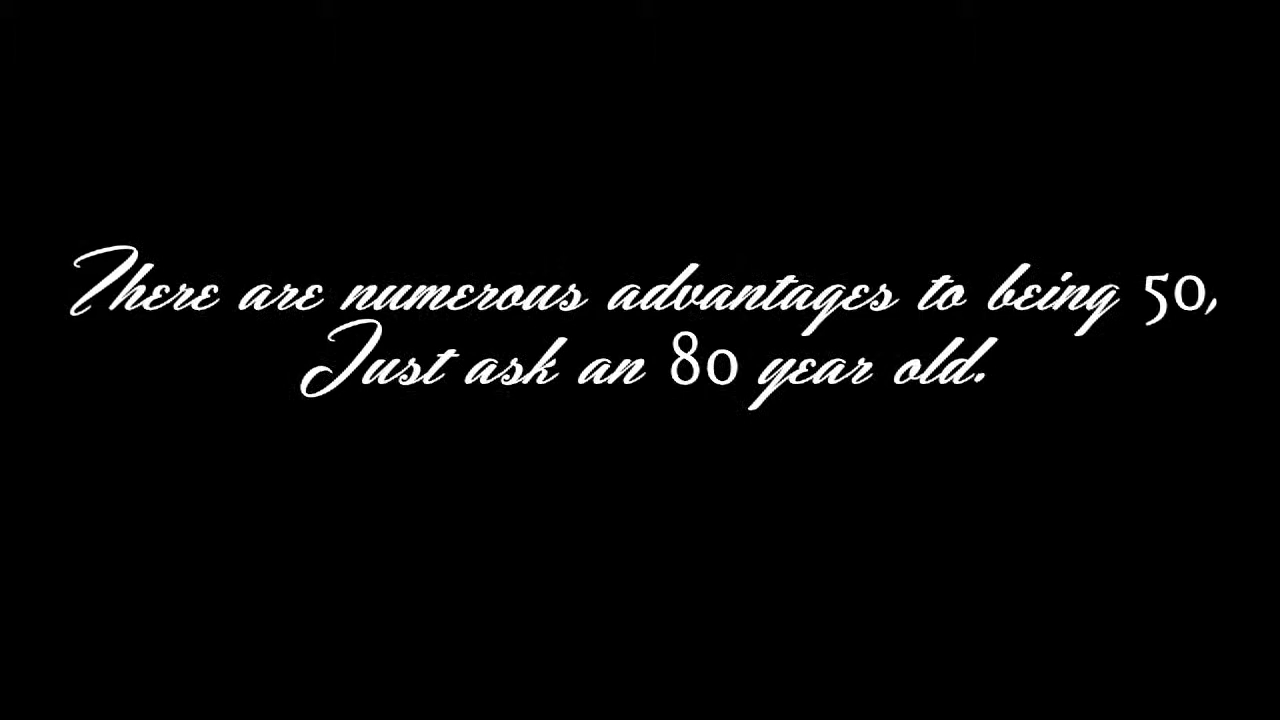 There are numerous advantages to being 50,
Just ask an 80 year old.